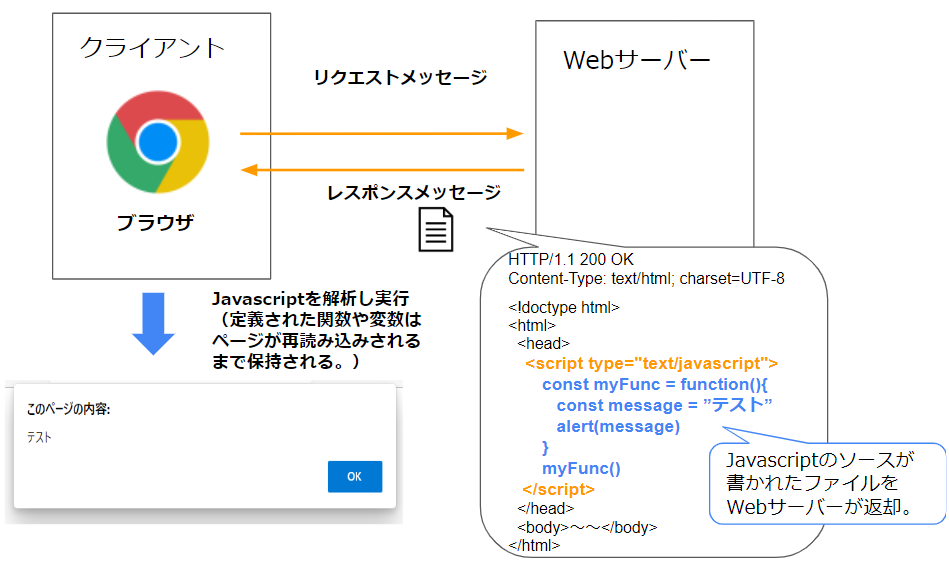 クライアント
Webサーバー
リクエストメッセージ
レスポンスメッセージ
ブラウザ
HTTP/1.1 200 OK
Content-Type: text/html; charset=UTF-8
<!doctype html>
<html>
<head>
<script type="text/javascript">
const myFunc = function(){
const message = ”テスト”
alert(message)
}
myFunc()
</script>
</head>
<body>～～</body>
</html>
Javascriptのソースが
書かれたファイルを
Webサーバーが返却。
Javascriptを解析し実行
（定義された関数や変数は
ページが再読み込みされる
まで保持される。）
このページの内容:
テスト
OK